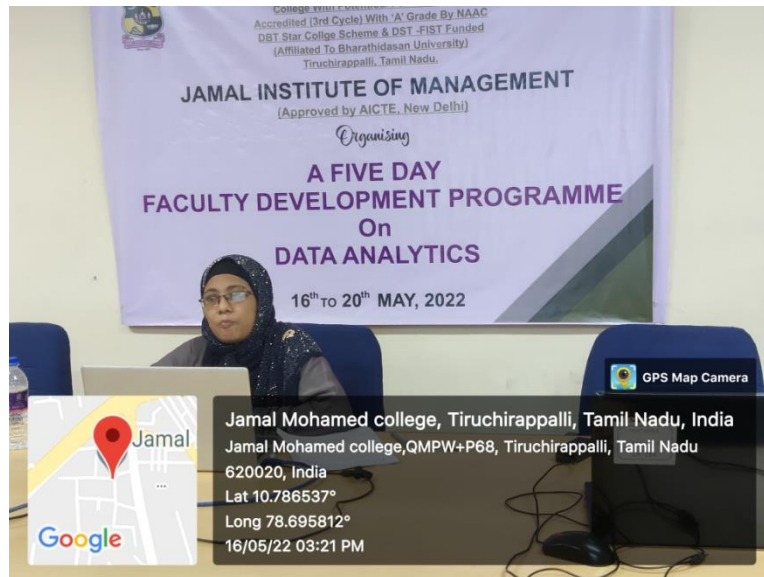 College With Potential
Accredited (3rd Cycle) With 'A' Grade By NAAC
DBT Star Collge Scheme & DST -FIST Funded
(Affiliated To Bharathidasan University)
Tiruchirappalli, Tamil Nadu.
JAMAL INSTITUTE OF MANAGEMENT
(Approved by AICTE, New Delhi)
Organising
A FIVE DAY
FACULTY DEVELOPMENT PROGRAMME
On
DATA ANALYTICS
16th TO 20th MAY, 2022
GPS Map Camera
Jamal
Google
Jamal Mohamed college, Tiruchirappalli, Tamil Nadu, India
Jamal Mohamed college,QMPW+P68, Tiruchirappalli, Tamil Nadu
620020, India
Lat 10.786537°
Long 78.695812°
16/05/22 03:21 PM